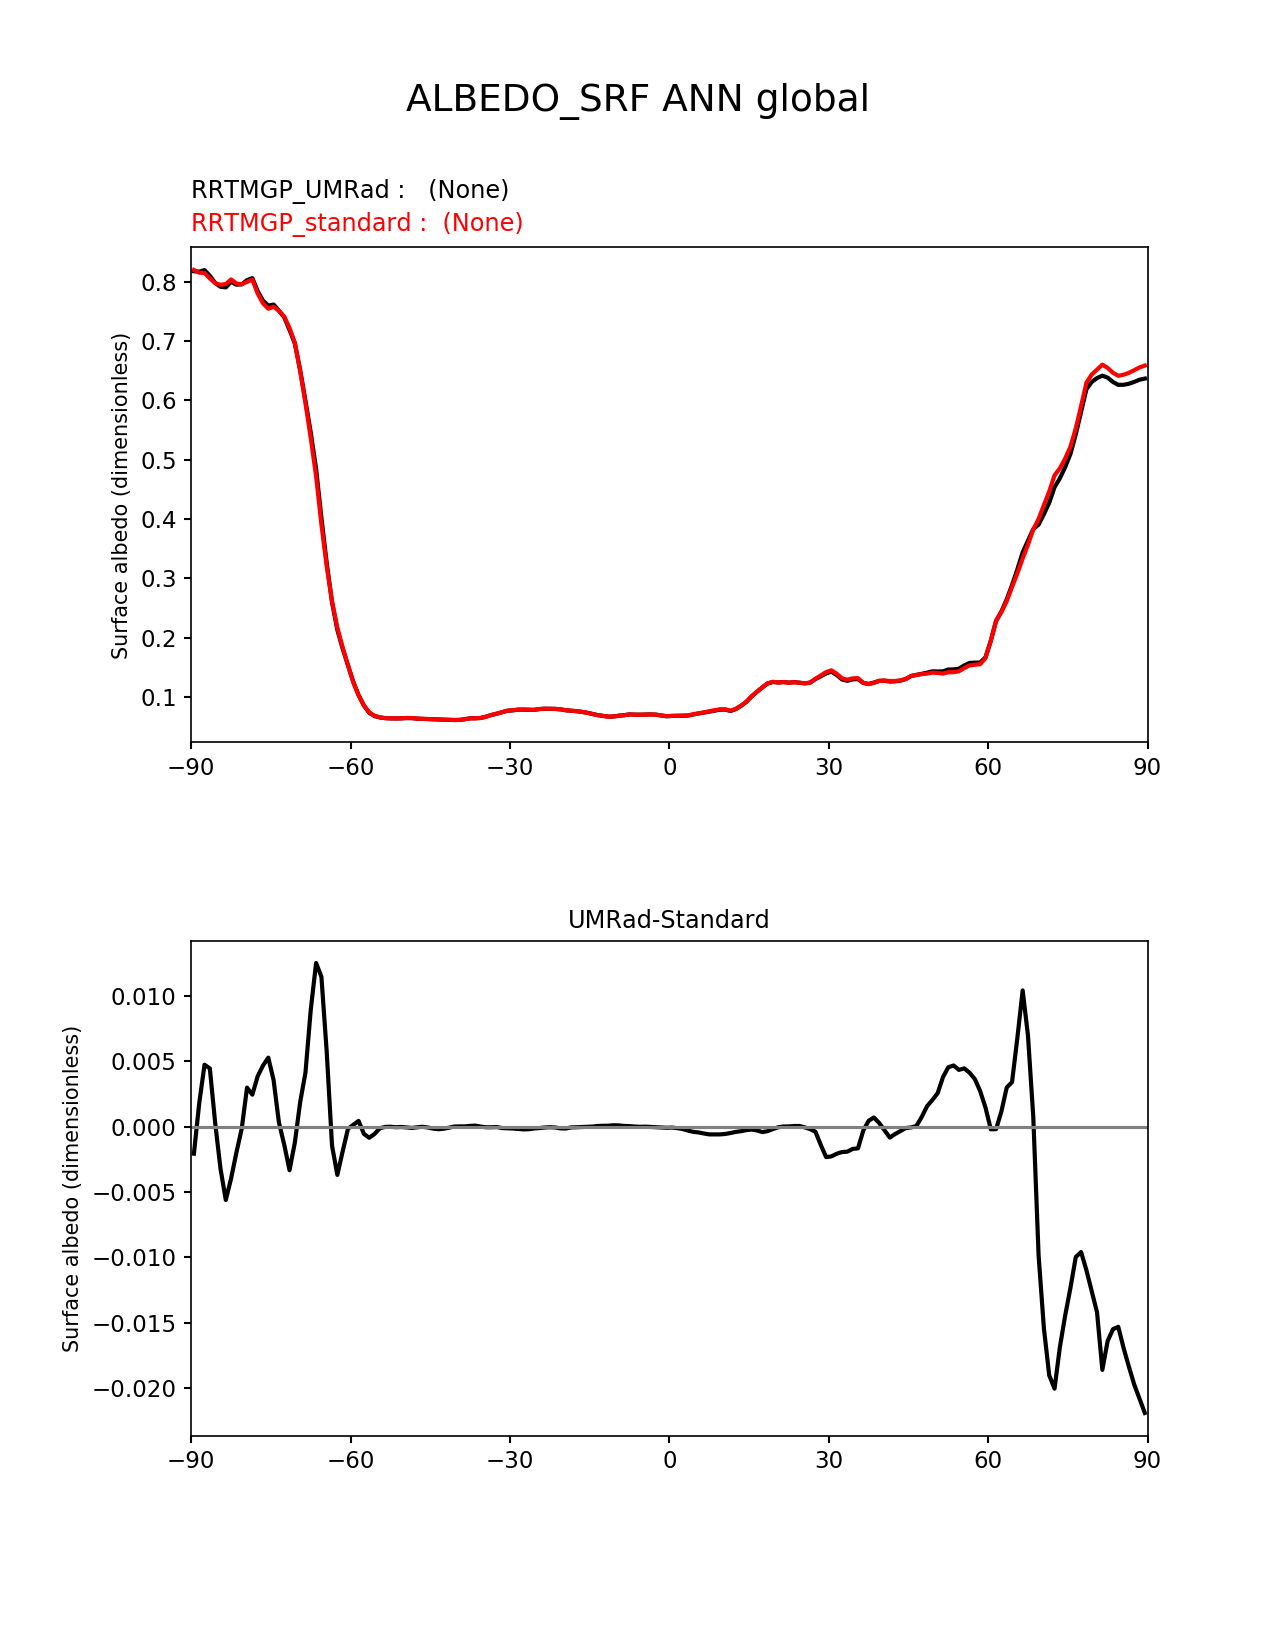 ALBEDO_SRF ANN global
RRTMGP_UMRad :   (None)
RRTMGP_standard :  (None)
Surface albedo (dimensionless)
0.8
0.7
0.6
0.5
0.4
0.3
0.2
0.1
−90 −60 −30 0 30 60 90
UMRad-Standard
Surface albedo (dimensionless)
0.010
0.005
0.000
−0.005
−0.010
−0.015
−0.020
−90 −60 −30 0 30 60 90